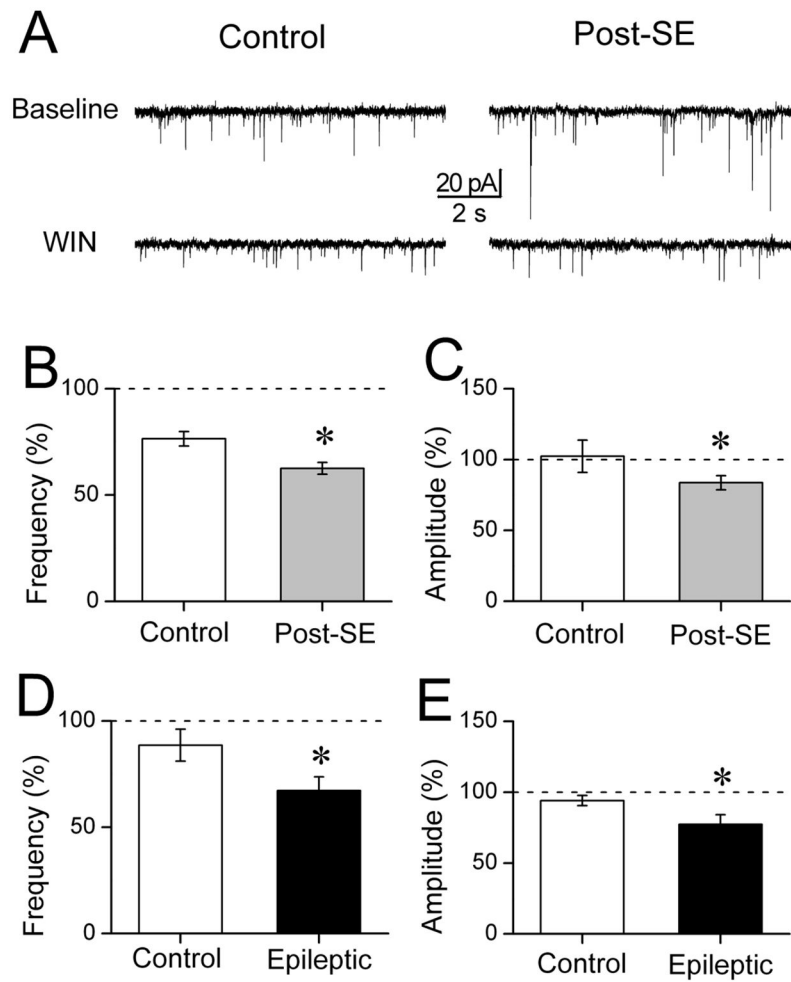 A
Control
Post-SE
Baseline
20 pA
2 s
WIN
B
Frequency (%)
100
50
0
*
Control
Post-SE
C
Amplitude (%)
150
100
50
0
*
Control
Post-SE
D
Frequency (%)
100
50
0
*
Control
Epileptic
E
Amplitude (%)
150
100
50
0
*
Control
Epileptic